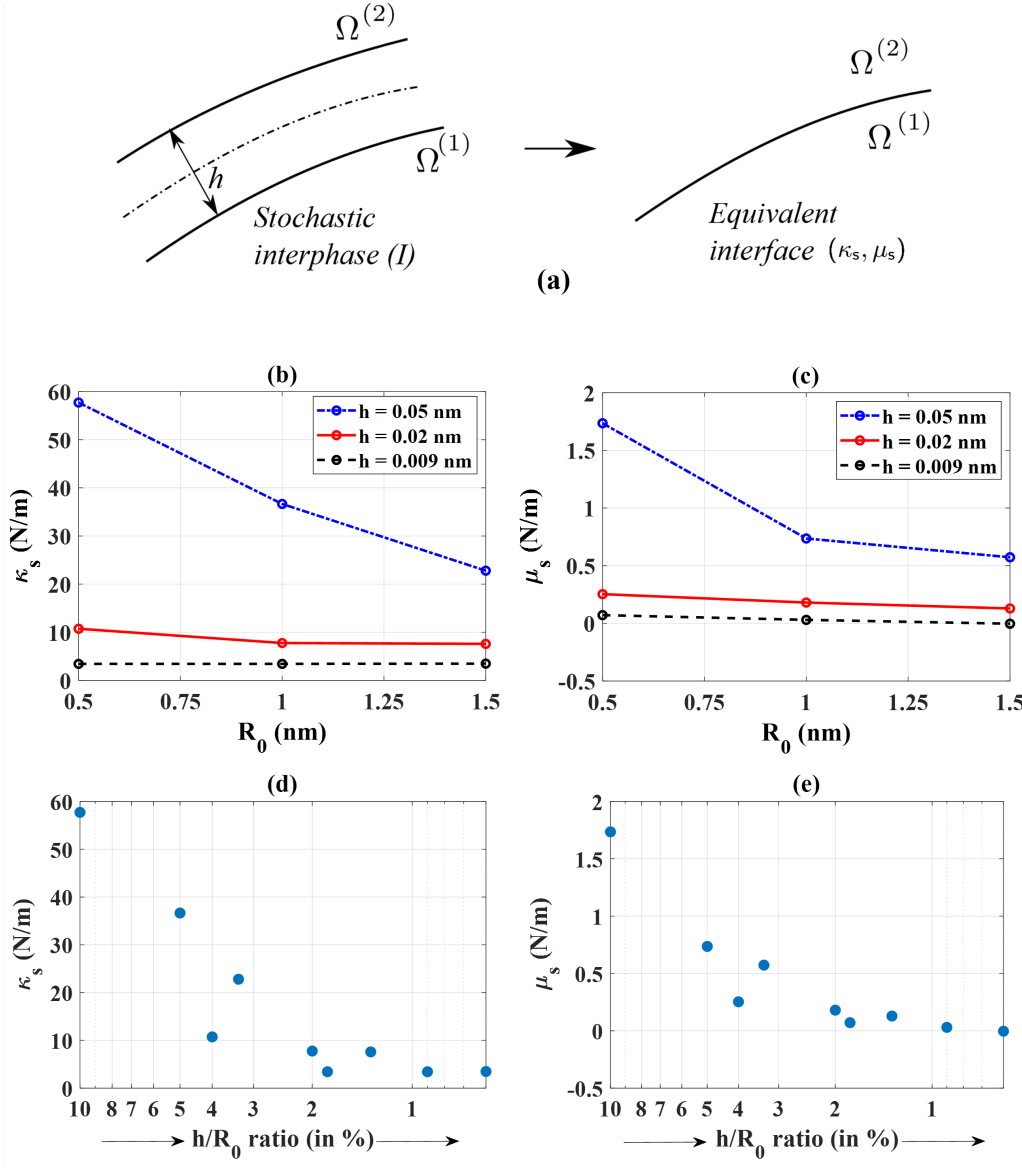 Ω(2)
Ω(2)
Ω(1)
Ω(1)
h
Stochastic
interphase (I)
Equivalent
interface (κs, μs)
(a)
(b)
60
50
40
30
20
10
0
κs (N/m)
h = 0.05 nm
h = 0.02 nm
h = 0.009 nm
0.5 0.75 1 1.25 1.5
R0 (nm)
(c)
2
1.5
1
0.5
0
-0.5
μs (N/m)
h = 0.05 nm
h = 0.02 nm
h = 0.009 nm
0.5 0.75 1 1.25 1.5
R0 (nm)
(d)
60
50
40
30
20
10
0
κs (N/m)
10 8 7 6 5 4 3 2 1
h/R0 ratio (in %)
(e)
2
1.5
1
0.5
0
-0.5
μs (N/m)
10 8 7 6 5 4 3 2 1
h/R0 ratio (in %)